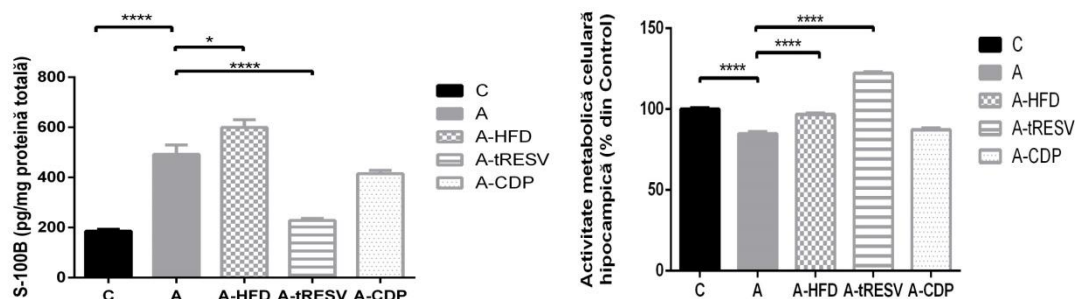 S-100B (pg/mg proteină totală)
800
600
400
200
0
****
*
****
C
A
A-HFD
A-tRESV
A-CDP
C A A-HFD A-tRESV A-CDP
Activitate metabolică celulară
hipocampică (% din Control)
150
100
50
0
****
****
****
C
A
A-HFD
A-tRESV
A-CDP
C A A-HFD A-tRESV A-CDP